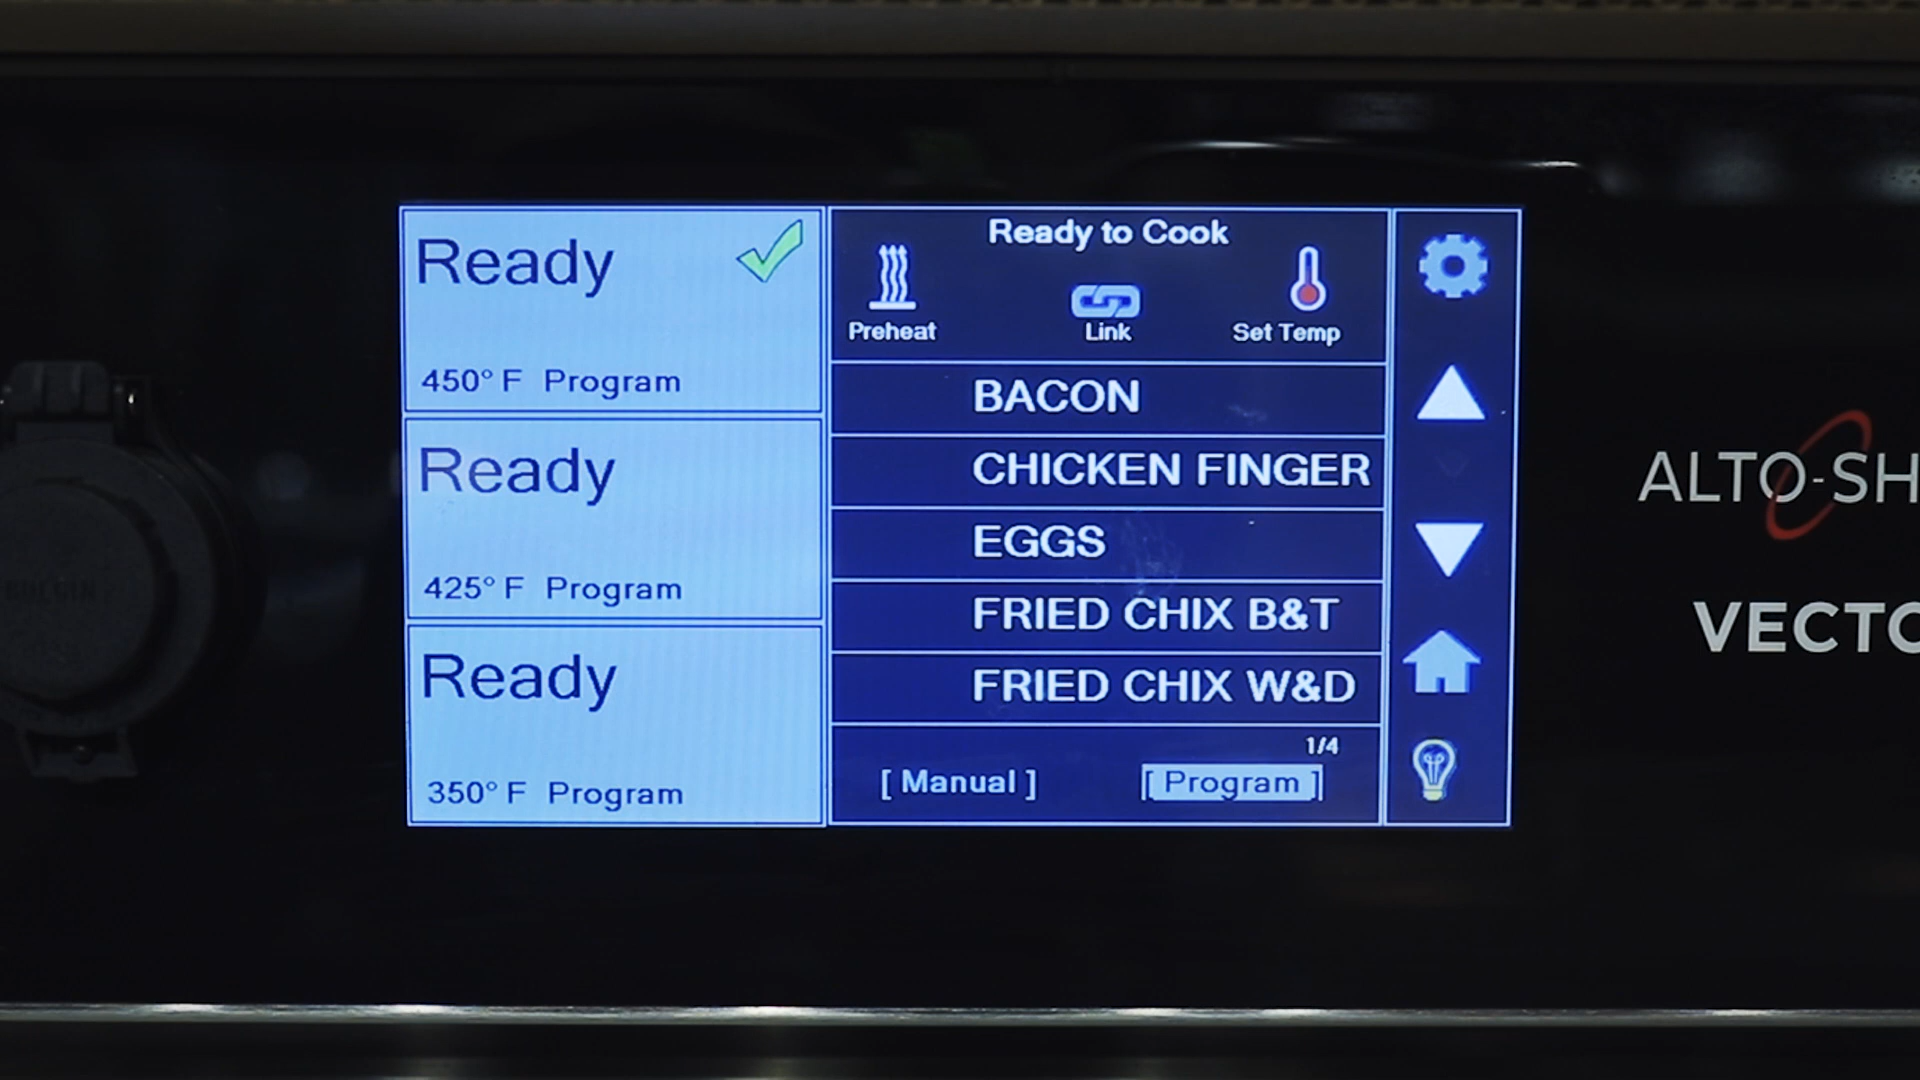 Ready
450° F Program
Ready
425° F Program
Ready
350° F Program
Ready to Cook
Preheat
Link
Set Temp
BACON
CHICKEN FINGER
EGGS
FRIED CHIX B&T
FRIED CHIX W&D
1/4
[ Manual ]
[ Program ]
ALTO-SH
VECTO